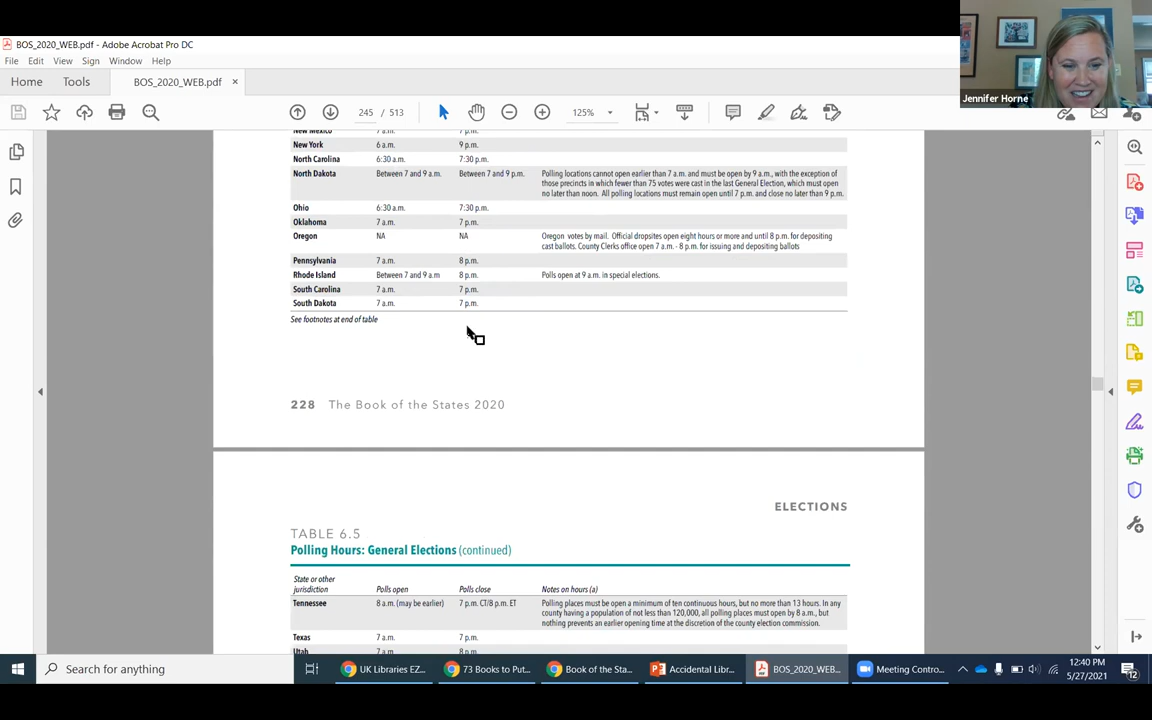 BOS_2020_WEB.pdf - Adobe Acrobat Pro DC
File Edit View Sign Window Help
Home Tools BOS_2020_WEB.pdf ×
245 / 513 125%
Jennifer Horne
New Mexico 7 a.m. 7 p.m.
New York 6 a.m. 9 p.m.
North Carolina 6:30 a.m. 7:30 p.m.
North Dakota Between 7 and 9 a.m. Between 7 and 9 p.m. Polling locations cannot open earlier than 7 a.m. and must be open by 9 a.m., with the exception of
those precincts in which fewer than 75 votes were cast in the last General Election, which must open
no later than noon. All polling locations must remain open until 7 p.m. and close no later than 9 p.m.
Ohio 6:30 a.m. 7:30 p.m.
Oklahoma 7 a.m. 7 p.m.
Oregon NA NA Oregon votes by mail. Official dropsites open eight hours or more and until 8 p.m. for depositing
cast ballots. County Clerks office open 7 a.m. - 8 p.m. for issuing and depositing ballots
Pennsylvania 7 a.m. 8 p.m.
Rhode Island Between 7 and 9 a.m 8 p.m. Polls open at 9 a.m. in special elections.
South Carolina 7 a.m. 7 p.m.
South Dakota 7 a.m. 7 p.m.
See footnotes at end of table
228 The Book of the States 2020
ELECTIONS
TABLE 6.5
Polling Hours: General Elections (continued)
State or other
jurisdiction Polls open Polls close Notes on hours (a)
Tennessee 8 a.m. (may be earlier) 7 p.m. CT/8 p.m. ET Polling places must be open a minimum of ten continuous hours, but no more than 13 hours. In any
county having a population of not less than 120,000, all polling places must open by 8 a.m., but
nothing prevents an earlier opening time at the discretion of the county election commission.
Texas 7 a.m. 7 p.m.
Utah 7 a.m. 8 p.m.
Search for anything UK Libraries EZ... 73 Books to Put... Book of the Sta... Accidental Libr... BOS_2020_WEB... Meeting Contro... 12:40 PM
5/27/2021 12